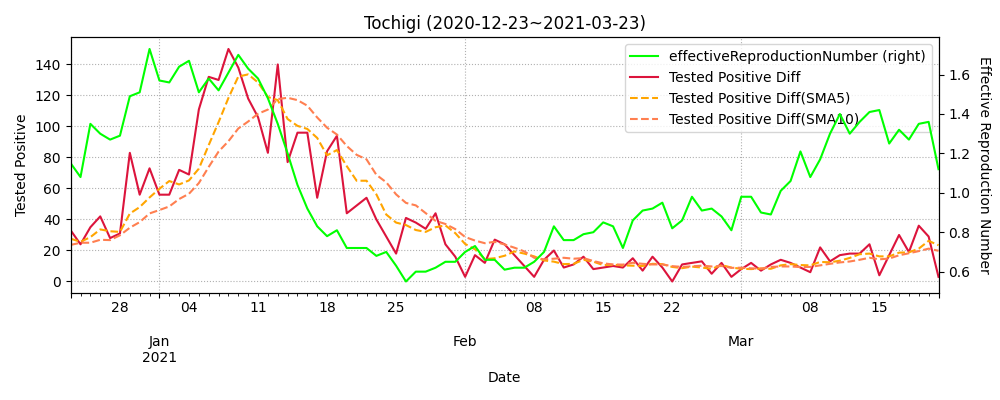 Tochigi (2020-12-23~2021-03-23)
effectiveReproductionNumber (right)
Tested Positive Diff
Tested Positive Diff(SMA5)
Tested Positive Diff(SMA10)
Tested Positive
140
120
100
80
60
40
20
0
1.6
1.4
1.2
1.0
0.8
0.6
Effective Reproduction Number
28 04 11 18 25 08 15 22 08 15
Jan Feb Mar
2021
Date